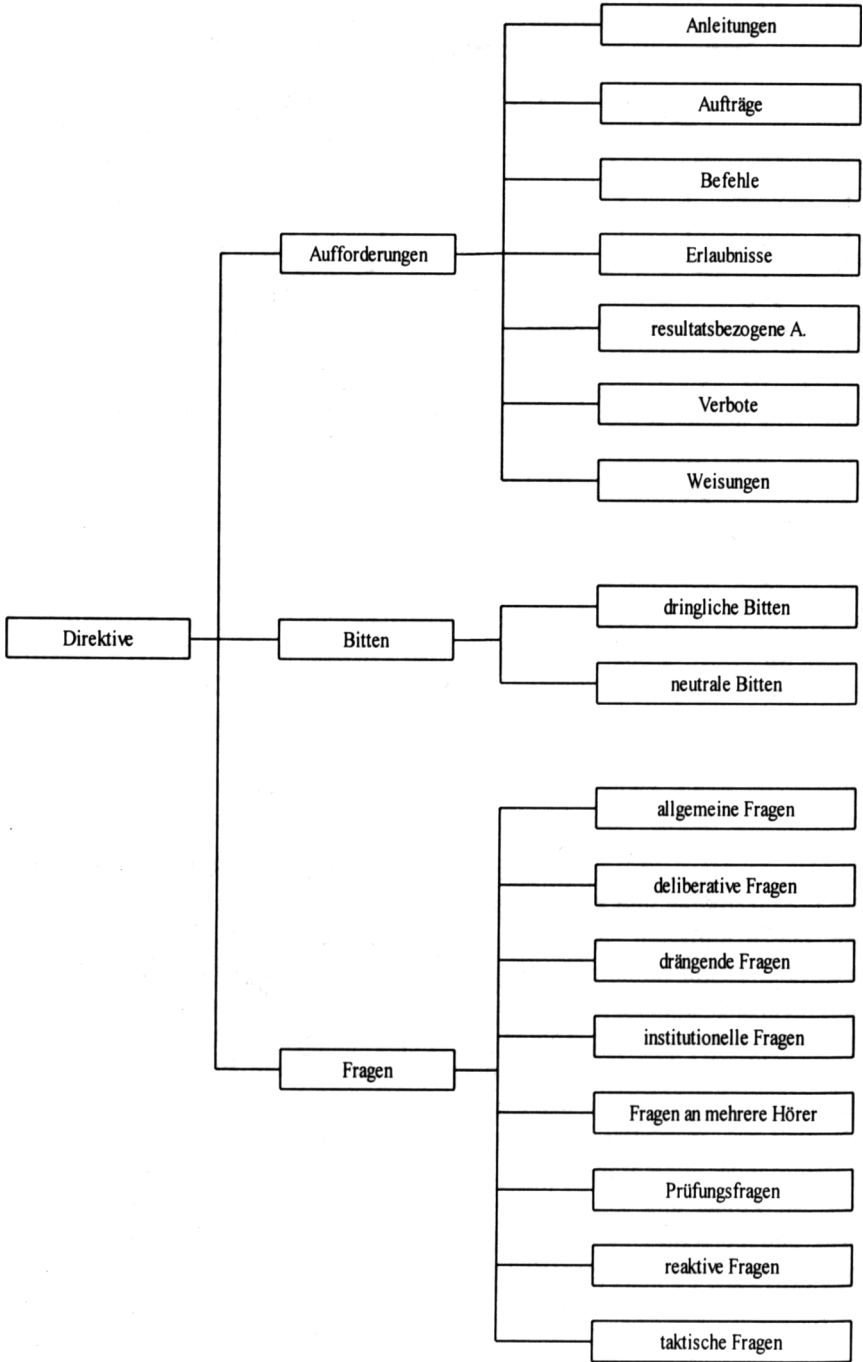 Direktive
Aufforderungen
Anleitungen
Aufträge
Befehle
Erlaubnisse
resultatsbezogene A.
Verbote
Weisungen
Bitten
dringliche Bitten
neutrale Bitten
Fragen
allgemeine Fragen
deliberative Fragen
drängende Fragen
institutionelle Fragen
Fragen an mehrere Hörer
Prüfungsfragen
reaktive Fragen
taktische Fragen